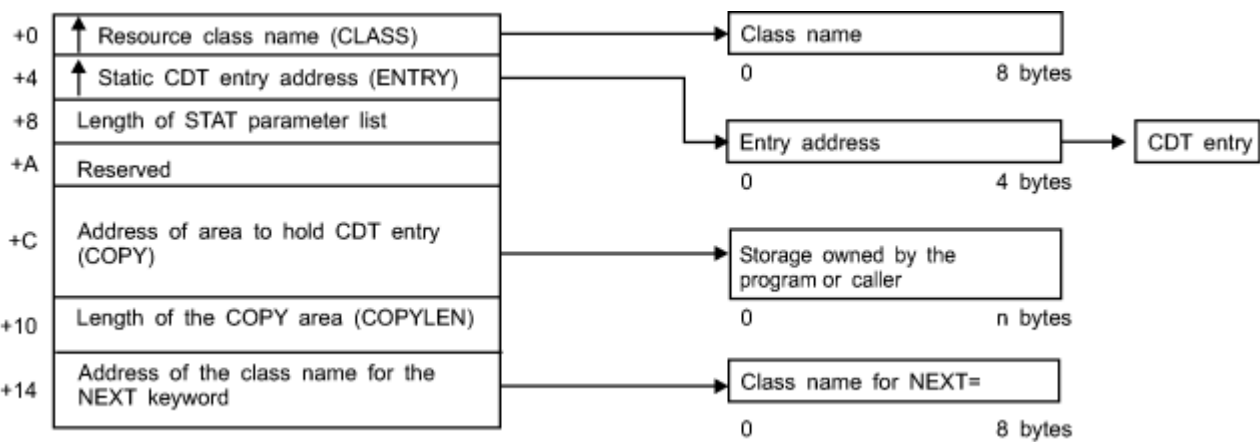 +0 Resource class name (CLASS)
Class name
0 8 bytes
+4 Static CDT entry address (ENTRY)
+8 Length of STAT parameter list
Entry address
CDT entry
0 4 bytes
+A Reserved
+C Address of area to hold CDT entry
(COPY)
Storage owned by the
program or caller
0 n bytes
+10 Length of the COPY area (COPYLEN)
+14 Address of the class name for the
NEXT keyword
Class name for NEXT=
0 8 bytes